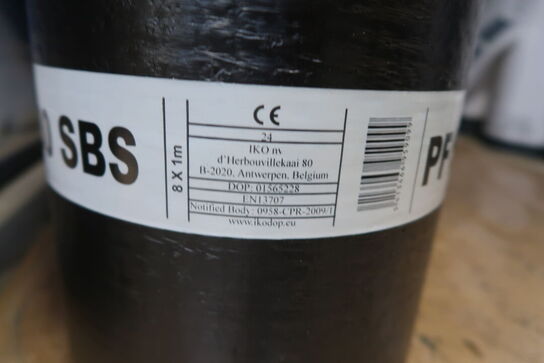 SBS
8 X 1m
CE
24
IKO nv
d'Herbouvillekaai 80
B-2020, Antwerpen, Belgium
DOP: 01565228
EN13707
Notified Body: 0958-CPR-2009/1
www.ikodop.eu
PF